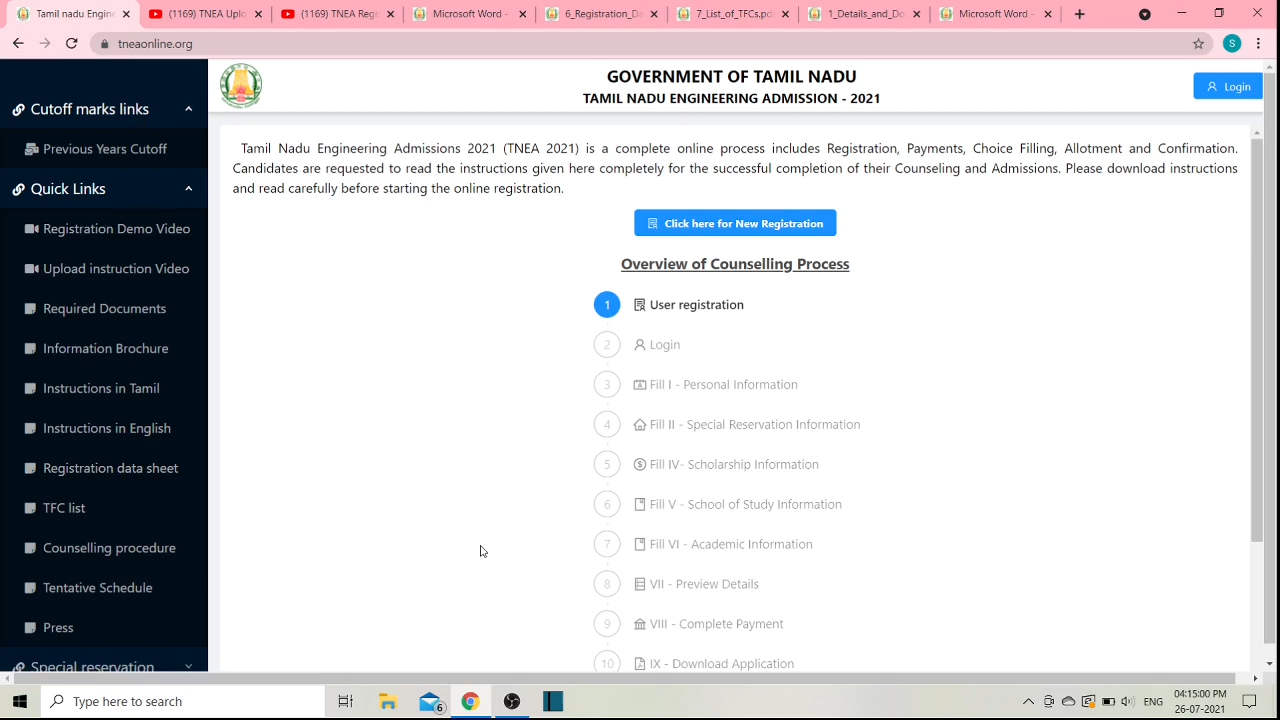 Tamil Nadu Engine
(1169) TNEA Uplo
(1169) TNEA Regi
Microsoft Word -
6_Registration_Da
7_List_of_TFCs.pd
1_Details_and_Do
Microsoft Word -
tneaonline.org
S
Cutoff marks links
Previous Years Cutoff
Quick Links
Registration Demo Video
Upload instruction Video
Required Documents
Information Brochure
Instructions in Tamil
Instructions in English
Registration data sheet
TFC list
Counselling procedure
Tentative Schedule
Press
Special reservation
GOVERNMENT OF TAMIL NADU
TAMIL NADU ENGINEERING ADMISSION - 2021
Login
Tamil Nadu Engineering Admissions 2021 (TNEA 2021) is a complete online process includes Registration, Payments, Choice Filling, Allotment and Confirmation.
Candidates are requested to read the instructions given here completely for the successful completion of their Counseling and Admissions. Please download instructions
and read carefully before starting the online registration.
Click here for New Registration
Overview of Counselling Process
1 User registration
2 Login
3 Fill I - Personal Information
4 Fill II - Special Reservation Information
5 Fill IV- Scholarship Information
6 Fill V - School of Study Information
7 Fill VI - Academic Information
8 VII - Preview Details
9 VIII - Complete Payment
10 IX - Download Application
Type here to search
6
ENG
04:15:00 PM
26-07-2021